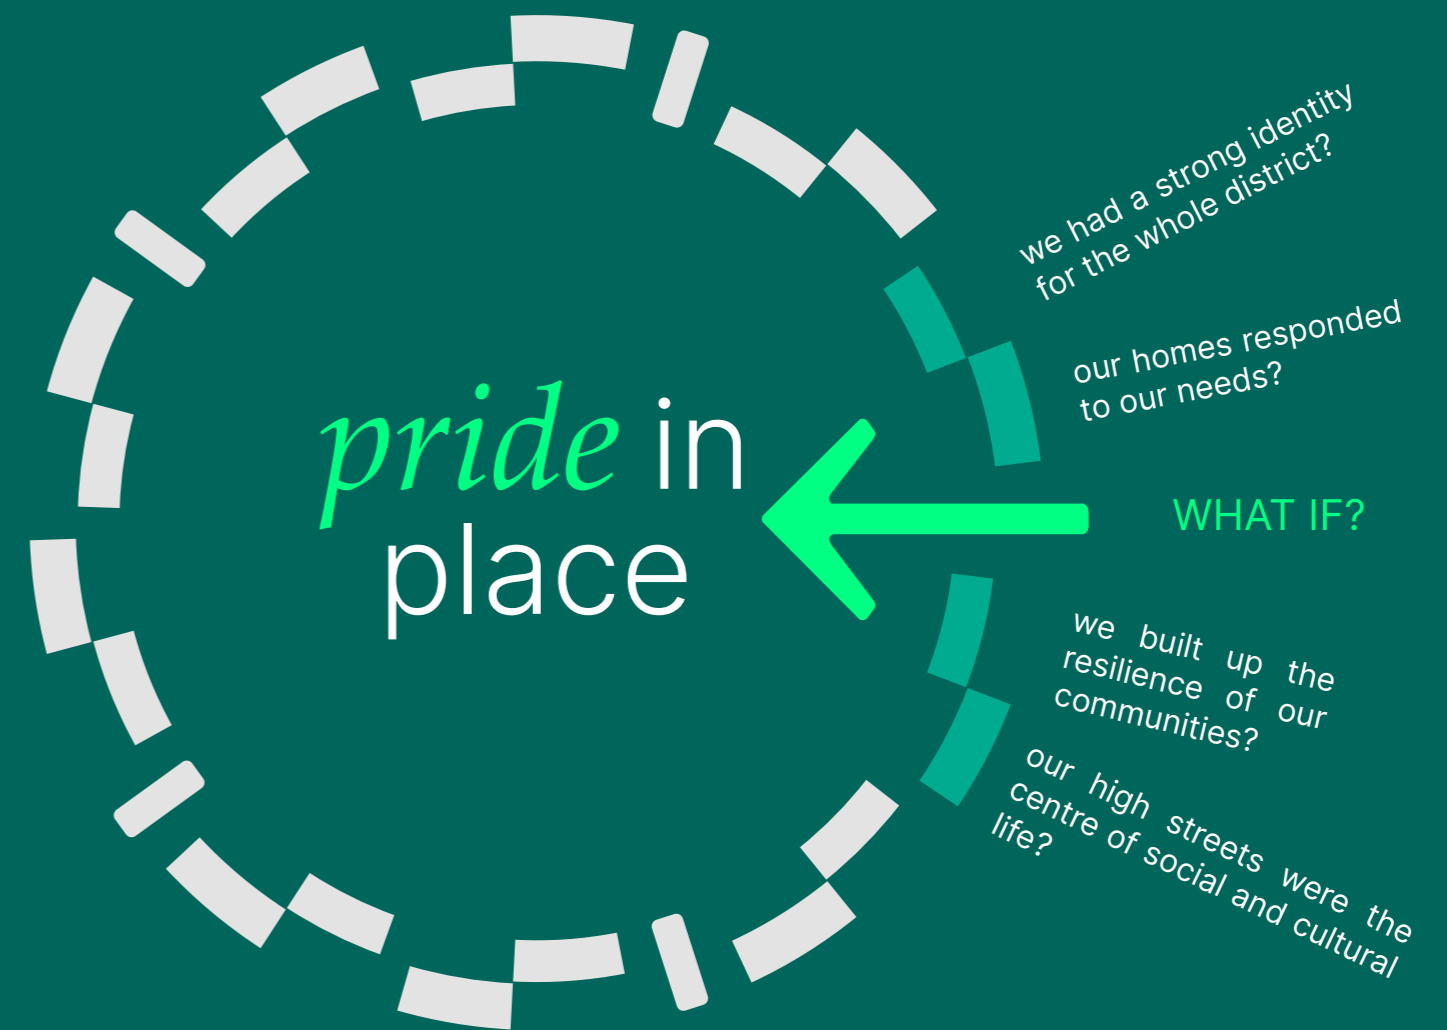 we had a strong identity
for the whole district?
our homes responded
to our needs?
pride in
place
WHAT IF?
we built up the
resilience of our
communities?
our high streets were the
centre of social and cultural
life?